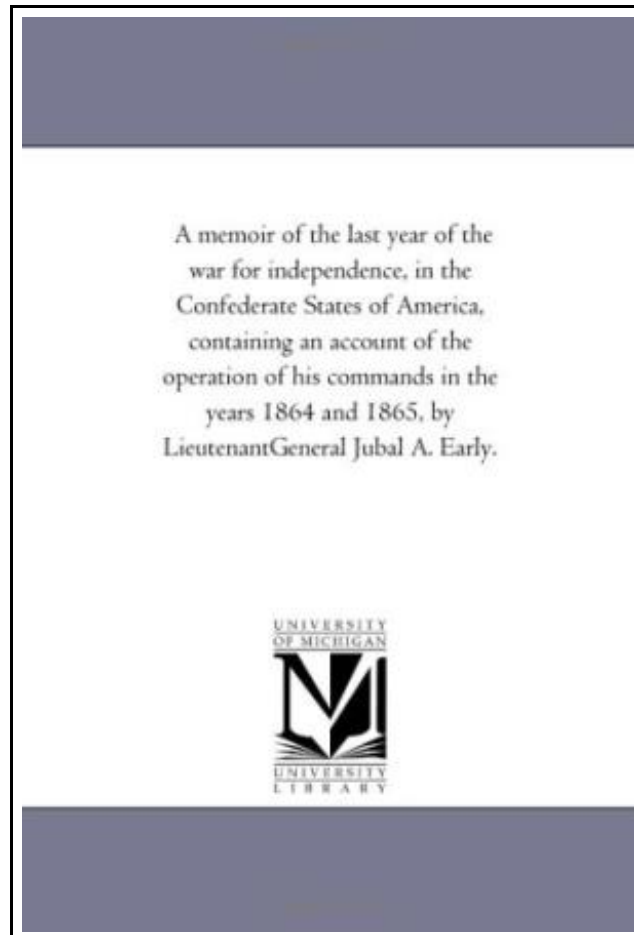 A memoir of the last year of the
war for independence, in the
Confederate States of America,
containing an account of the
operation of his commands in the
years 1864 and 1865, by
LieutenantGeneral Jubal A. Early.
UNIVERSITY
OF MICHIGAN
UNIVERSITY
LIBRARY